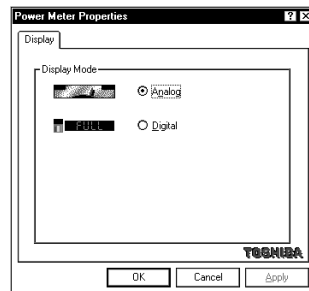 Power Meter Properties
Display
Display Mode
Analog
FULL
Digital
TOSHIBA
OK
Cancel
Apply